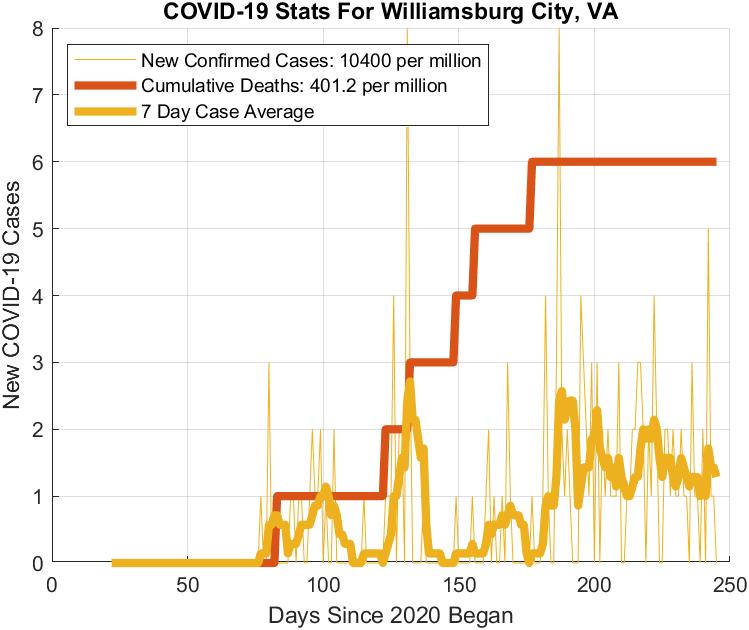 COVID-19 Stats For Williamsburg City, VA
New Confirmed Cases: 10400 per million
Cumulative Deaths: 401.2 per million
7 Day Case Average
New COVID-19 Cases
8
7
6
5
4
3
2
1
0
0 50 100 150 200 250
Days Since 2020 Began